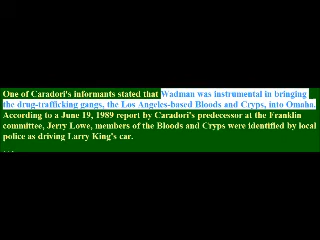 One of Caradori's informants stated that Wadman was instrumental in bringing
the drug-trafficking gangs, the Los Angeles-based Bloods and Cryps, into Omaha.
According to a June 19, 1989 report by Caradori's predecessor at the Franklin
committee, Jerry Lowe, members of the Bloods and Cryps were identified by local
police as driving Larry King's car.
. . .